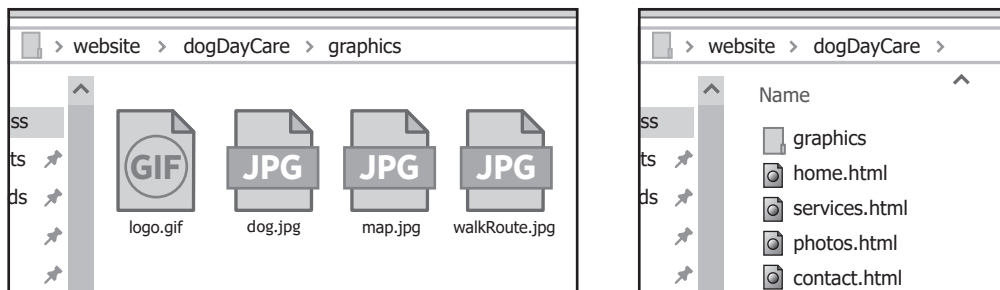 > website > dogDayCare > graphics
ss
ts
ds
GIF
JPG
JPG
JPG
logo.gif
dog.jpg
map.jpg
walkRoute.jpg
> website > dogDayCare >
ss
ts
ds
Name
graphics
home.html
services.html
photos.html
contact.html